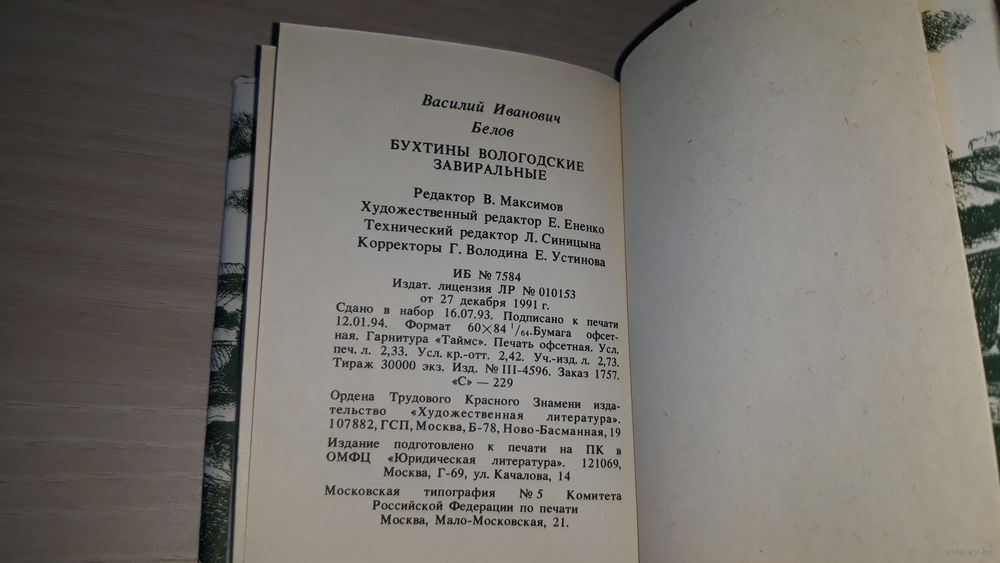 Василий Иванович
Белов
БУХТИНЫ ВОЛОГОДСКИЕ
ЗАВИРАЛЬНЫЕ
Редактор В. Максимов
Художественный редактор Е. Ененко
Технический редактор Л. Синицына
Корректоры Г. Володина Е. Устинова
ИБ № 7584
Издат. лицензия ЛР № 010153
от 27 декабря 1991 г.
Сдано в набор 16.07.93. Подписано к печати
12.01.94. Формат 60×84 1/64. Бумага офсет-
ная. Гарнитура «Таймс». Печать офсетная. Усл.
печ. л. 2,33. Усл. кр.-отт. 2,42. Уч.-изд. л. 2,73.
Тираж 30000 экз. Изд. № III-4596. Заказ 1757.
«С» — 229
Ордена Трудового Красного Знамени изда-
тельство «Художественная литература».
107882, ГСП, Москва, Б-78, Ново-Басманная, 19
Издание подготовлено к печати на ПК в
ОМФЦ «Юридическая литература». 121069,
Москва, Г-69, ул. Качалова, 14
Московская типография № 5 Комитета
Российской Федерации по печати
Москва, Мало-Московская, 21.
www.ay.by